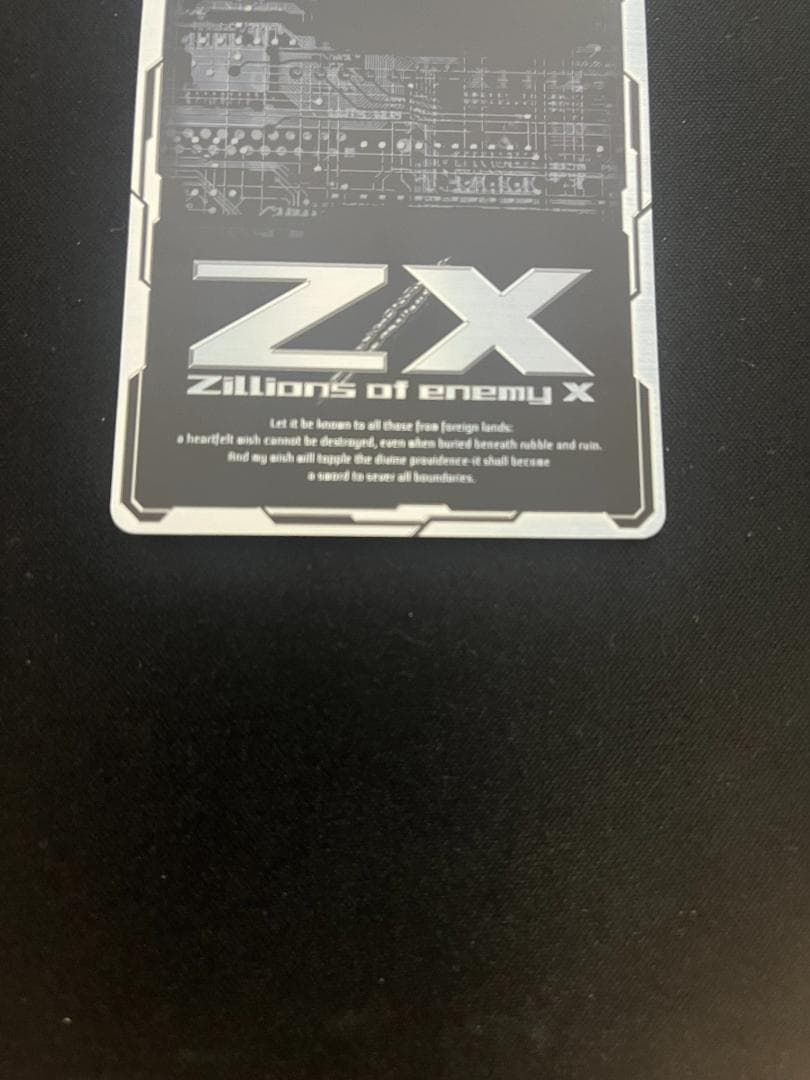 ZX
Zillions of enemy X
Let it be known to all those from foreign lands:
a heartfelt wish cannot be destroyed, even when buried beneath rubble and ruin.
And my wish will topple the divine providence-it shall become
a sword to sever all boundaries.